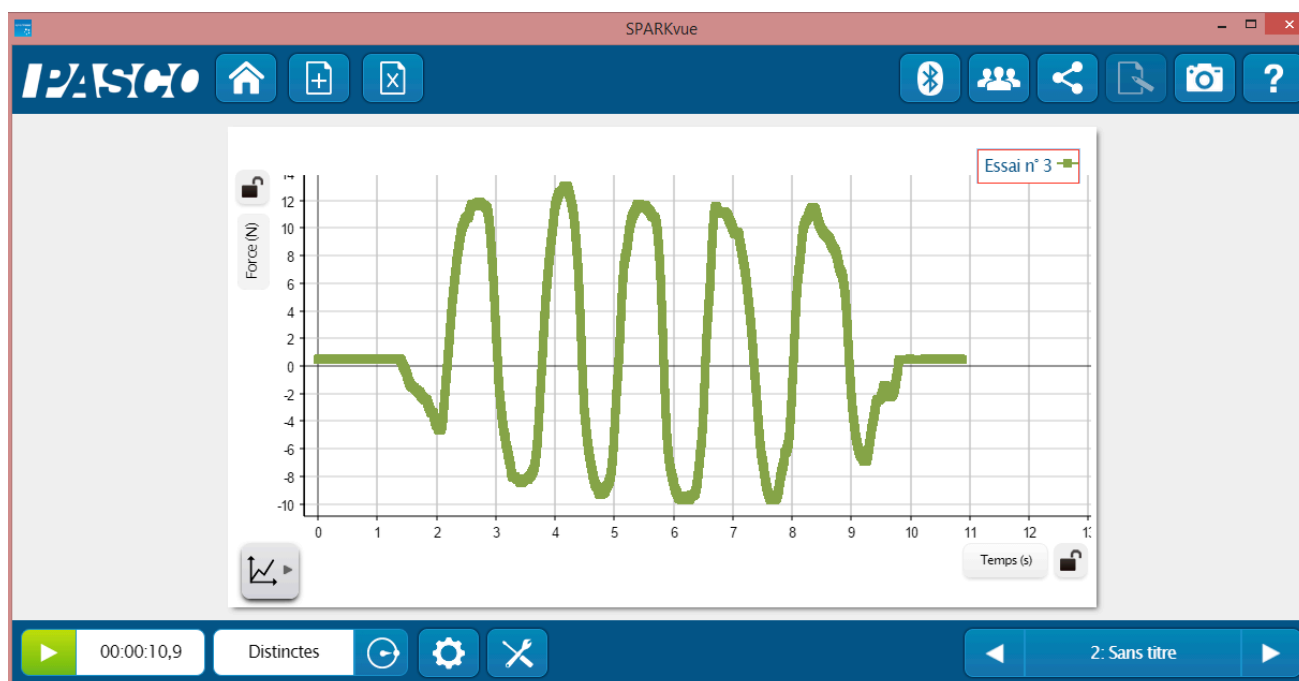 SPARKvue
PASCO
Essai n° 3
14
12
10
8
6
4
2
0
-2
-4
-6
-8
-10
Force (N)
0 1 2 3 4 5 6 7 8 9 10 11 12
Temps (s)
00:00:10,9
Distinctes
2: Sans titre